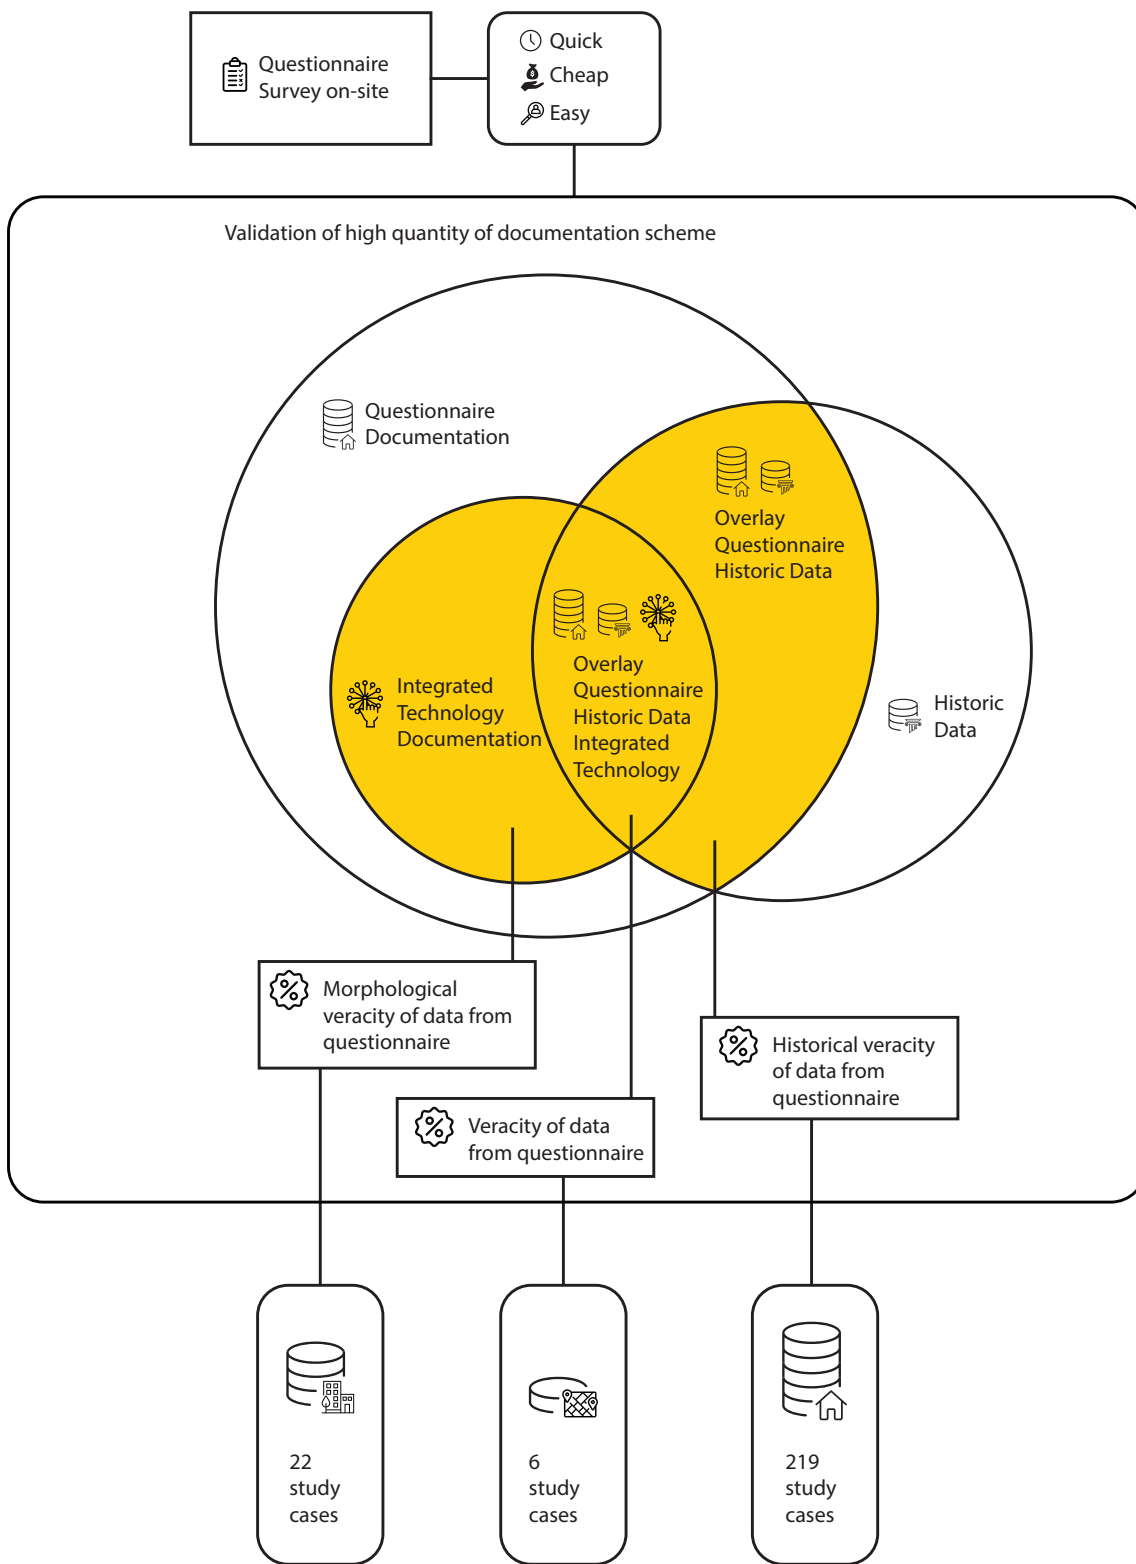 Questionnaire
Survey on-site
Quick
Cheap
Easy
Validation of high quantity of documentation scheme
Questionnaire
Documentation
Overlay
Questionnaire
Historic Data
Overlay
Questionnaire
Historic Data
Integrated
Technology
Integrated
Technology
Documentation
Historic
Data
Morphological
veracity of data from
questionnaire
Historical veracity
of data from
questionnaire
Veracity of data
from questionnaire
22
study
cases
6
study
cases
219
study
cases